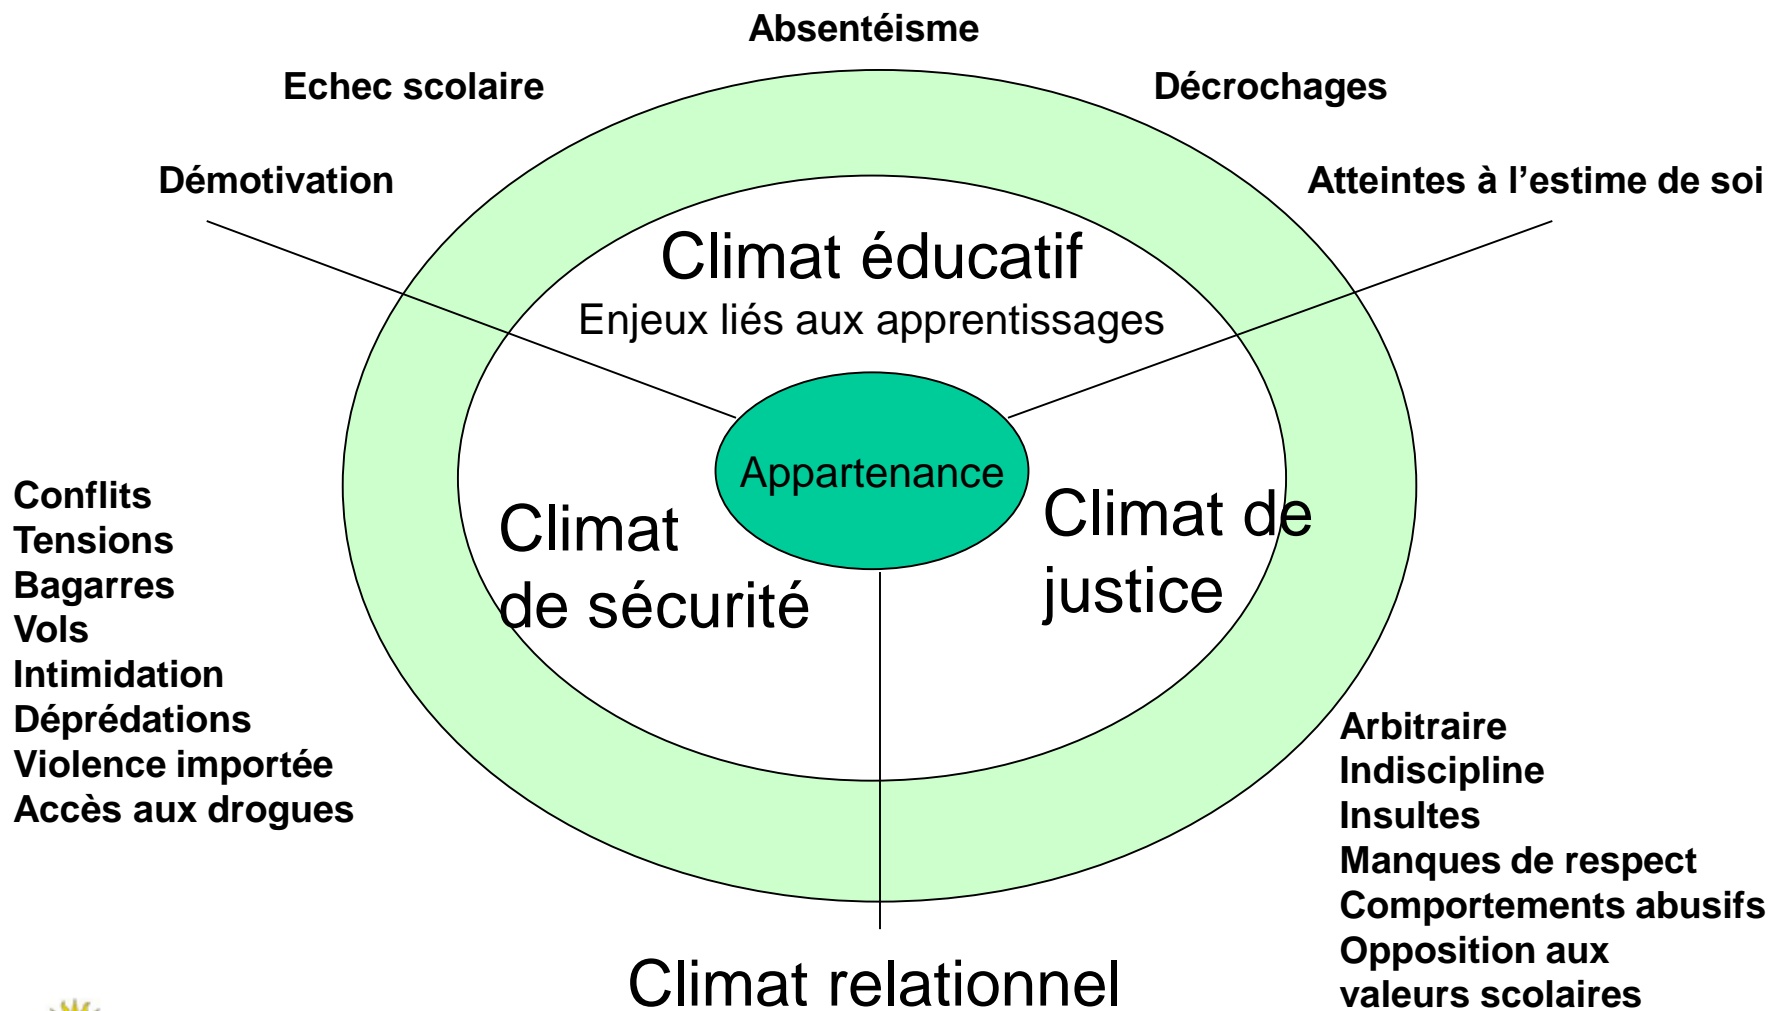 Absentéisme
Echec scolaire
Décrochages
Démotivation
Atteintes à l’estime de soi
Climat éducatif
Enjeux liés aux apprentissages
Appartenance
Climat
de sécurité
Climat de
justice
Conflits
Tensions
Bagarres
Vols
Intimidation
Déprédations
Violence importée
Accès aux drogues
Arbitraire
Indiscipline
Insultes
Manques de respect
Comportements abusifs
Opposition aux
valeurs scolaires
Climat relationnel